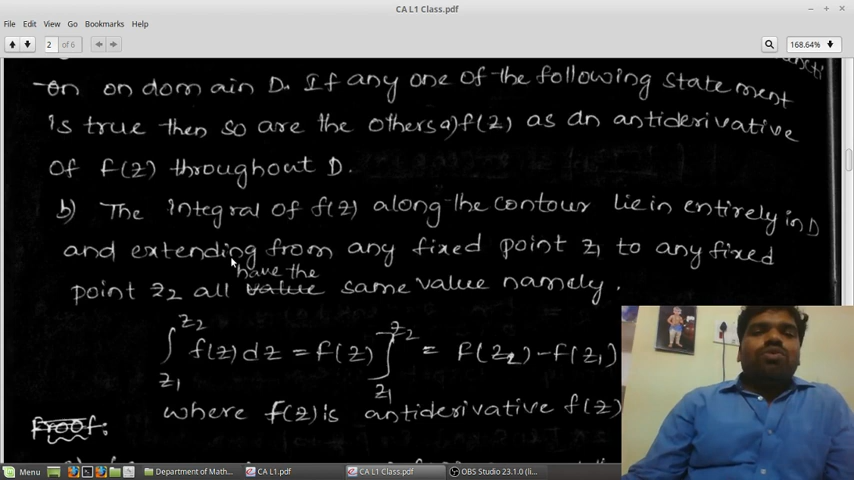 CA L1 Class.pdf
File Edit View Go Bookmarks Help
2 of 6 168.64%
on on domain D. If any one of the following statement
is true then so are the others a) f(z) as an antiderivative
of f(z) throughout D.
b) The integral of f(z) along the contour lie in entirely in D
and extending from any fixed point z1 to any fixed
have the
point z2 all value same value namely.
∫_{z1}^{z2} f(z) dz = F(z) ∫_{z1}^{z2} = F(z2) - F(z1)
where F(z) is antiderivative f(z)
Proof:
Menu Department of Math... CA L1.pdf CA L1 Class.pdf OBS Studio 23.1.0 (li...